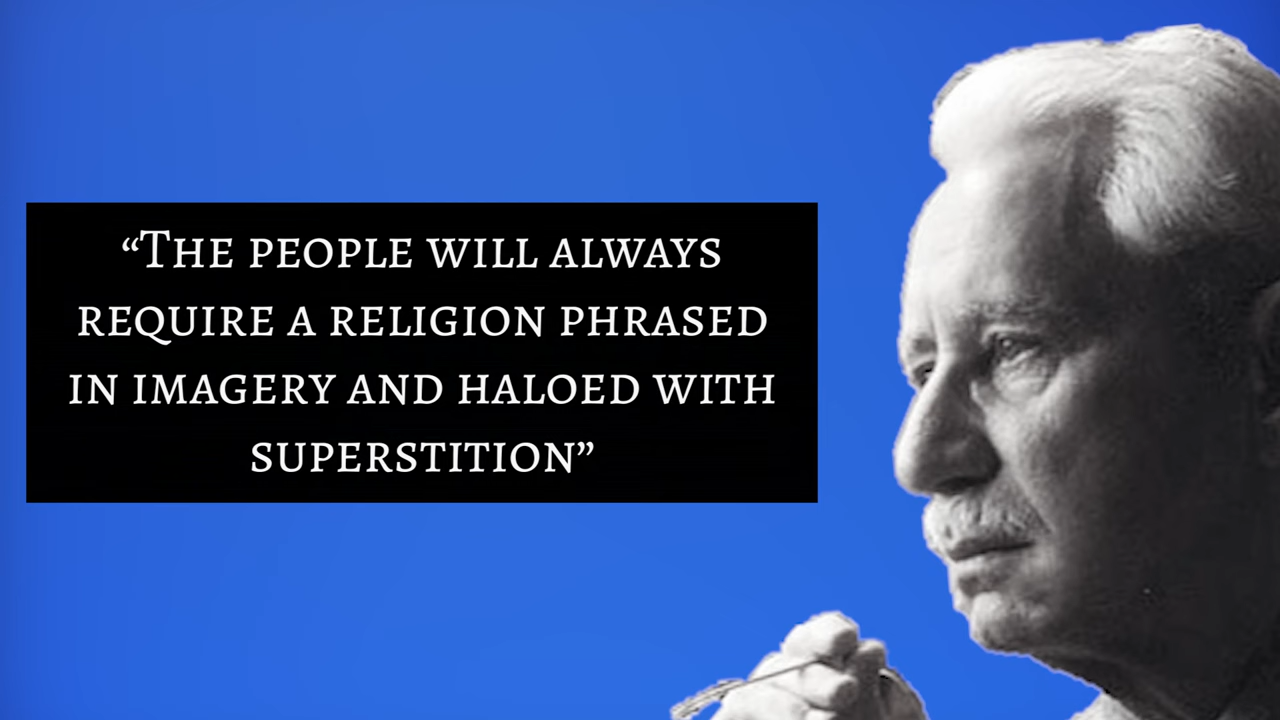 “The people will always
require a religion phrased
in imagery and haloed with
superstition”